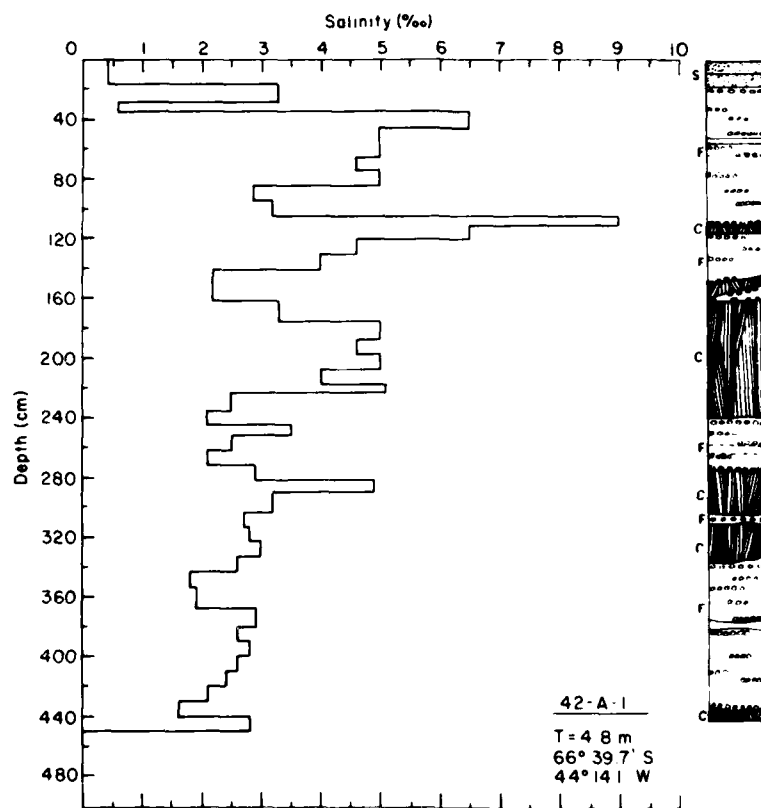 Salinity (‰)
0 1 2 3 4 5 6 7 8 9 10
Depth (cm)
40
80
120
160
200
240
280
320
360
400
440
480
S
F
C
F
C
F
C
F
C
F
C
42-A-1
T = 4 8 m
66° 39.7' S
44° 14 1 W